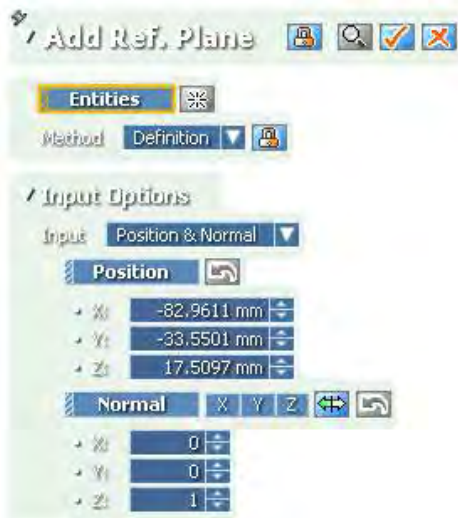 Add Ref. Plane
Entities
Method Definition
Input Options
Input Position & Normal
Position
X: -82.9611 mm
Y: -33.5501 mm
Z: 17.5097 mm
Normal X Y Z
X: 0
Y: 0
Z: 1